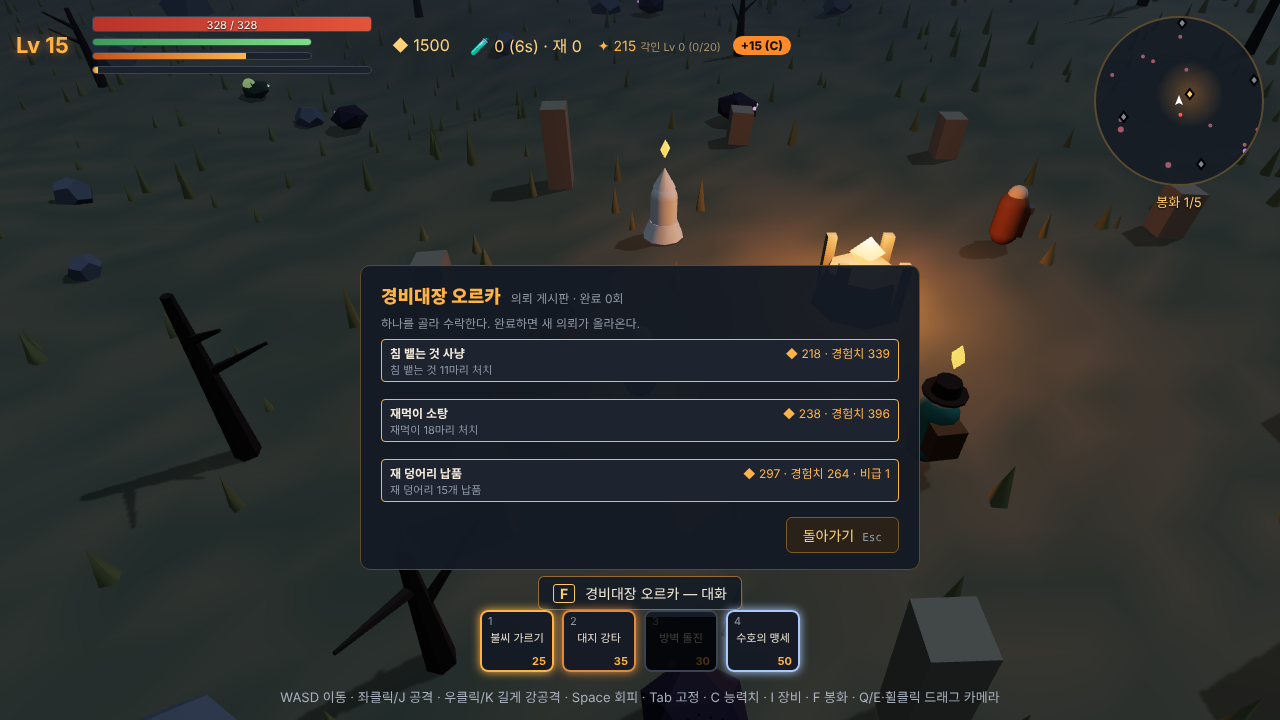 Lv 15
328 / 328
◆ 1500
0 (6s) · 재 0
✦ 215 각인 Lv 0 (0/20)
+15 (C)
봉화 1/5
경비대장 오르카 의뢰 게시판 · 완료 0회
하나를 골라 수락한다. 완료하면 새 의뢰가 올라온다.
침 뱉는 것 사냥 ◆ 218 · 경험치 339
침 뱉는 것 11마리 처치
재먹이 소탕 ◆ 238 · 경험치 396
재먹이 18마리 처치
재 덩어리 납품 ◆ 297 · 경험치 264 · 비급 1
재 덩어리 15개 납품
돌아가기 Esc
F 경비대장 오르카 — 대화
1 불씨 가르기 25
2 대지 강타 35
3 방벽 돌진 30
4 수호의 맹세 50
WASD 이동 · 좌클릭/J 공격 · 우클릭/K 길게 강공격 · Space 회피 · Tab 고정 · C 능력치 · I 장비 · F 봉화 · Q/E·휠클릭 드래그 카메라